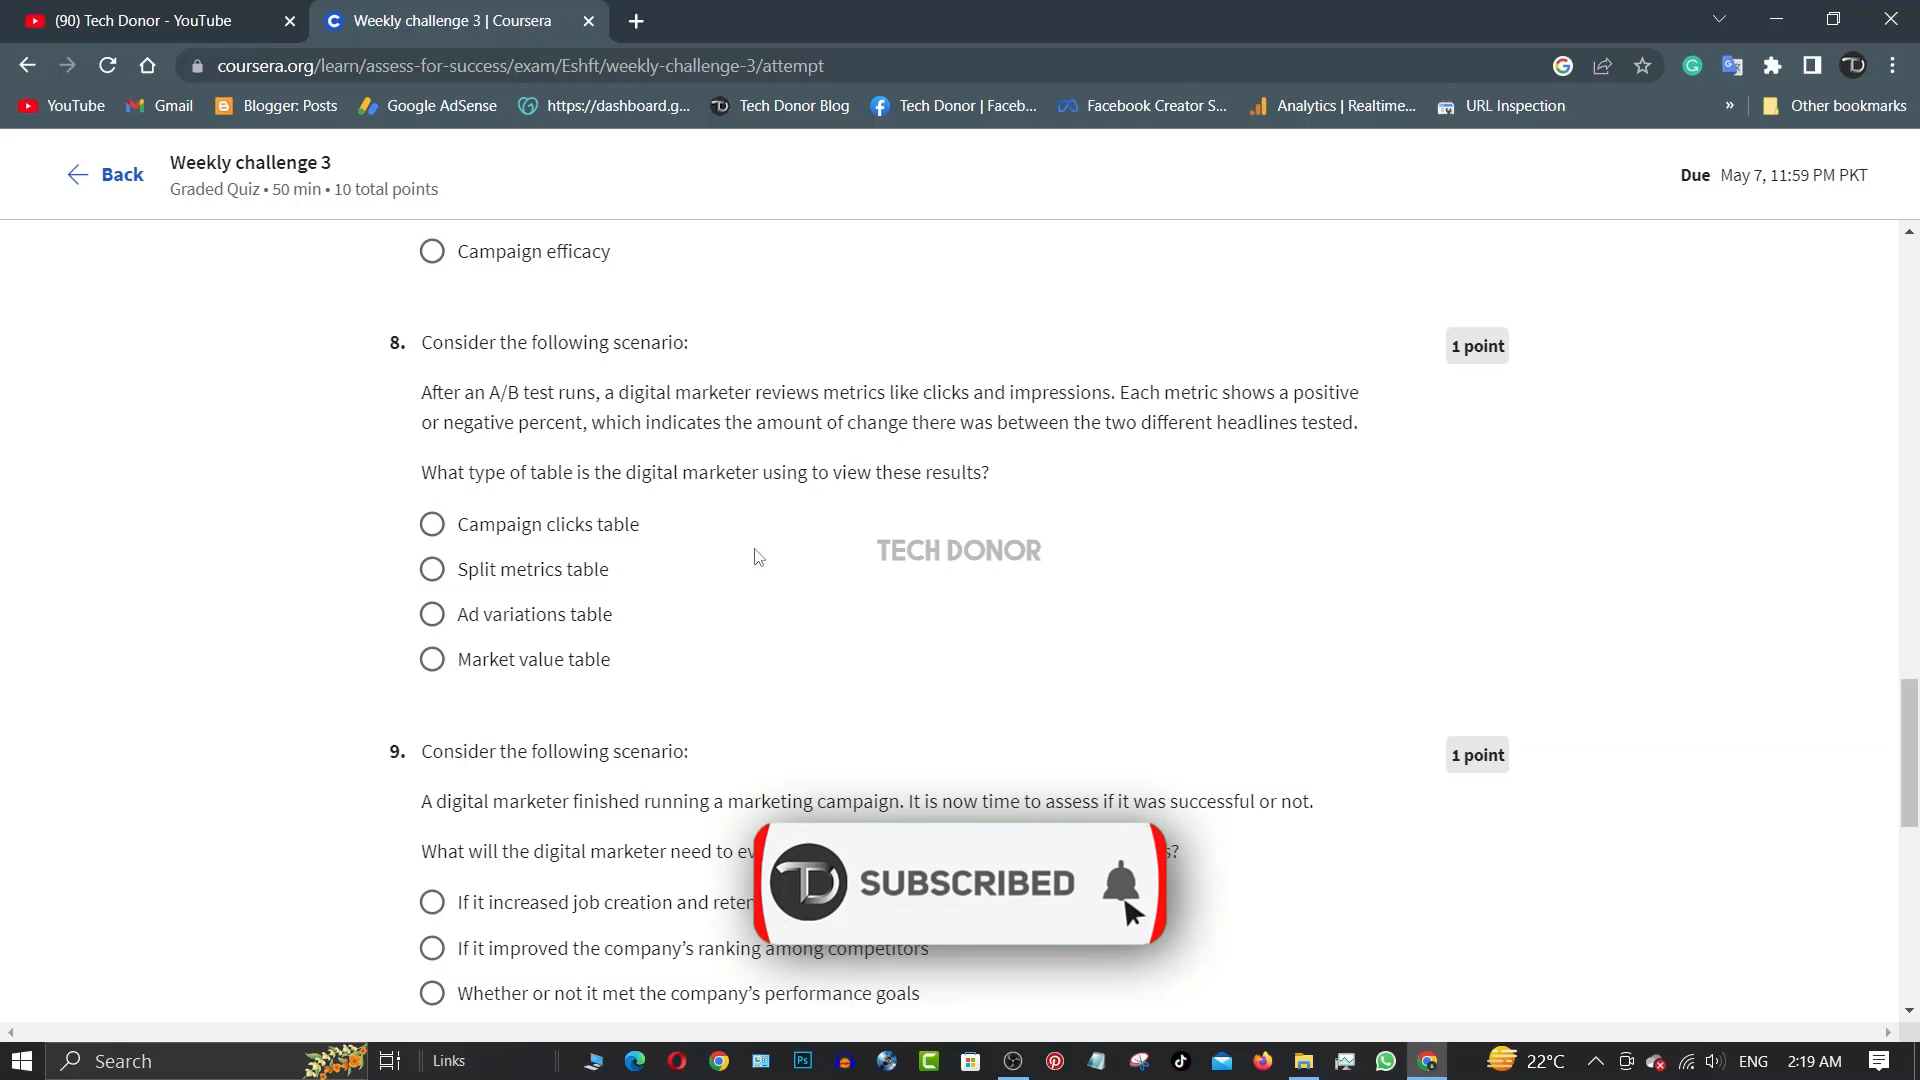 (90) Tech Donor - YouTube
Weekly challenge 3 | Coursera
coursera.org/learn/assess-for-success/exam/Eshft/weekly-challenge-3/attempt
YouTube
Gmail
Blogger: Posts
Google AdSense
https://dashboard.g...
Tech Donor Blog
Tech Donor | Faceb...
Facebook Creator S...
Analytics | Realtime...
URL Inspection
»
Other bookmarks
Back
Weekly challenge 3
Graded Quiz • 50 min • 10 total points
Due May 7, 11:59 PM PKT
Campaign efficacy
8. Consider the following scenario:
1 point
After an A/B test runs, a digital marketer reviews metrics like clicks and impressions. Each metric shows a positive
or negative percent, which indicates the amount of change there was between the two different headlines tested.
What type of table is the digital marketer using to view these results?
Campaign clicks table
Split metrics table
TECH DONOR
Ad variations table
Market value table
9. Consider the following scenario:
1 point
A digital marketer finished running a marketing campaign. It is now time to assess if it was successful or not.
What will the digital marketer need to
TD SUBSCRIBED
If it increased job creation and
If it improved the company's ranking among competitors
Whether or not it met the company's performance goals
Search
Links
22°C
ENG
2:19 AM